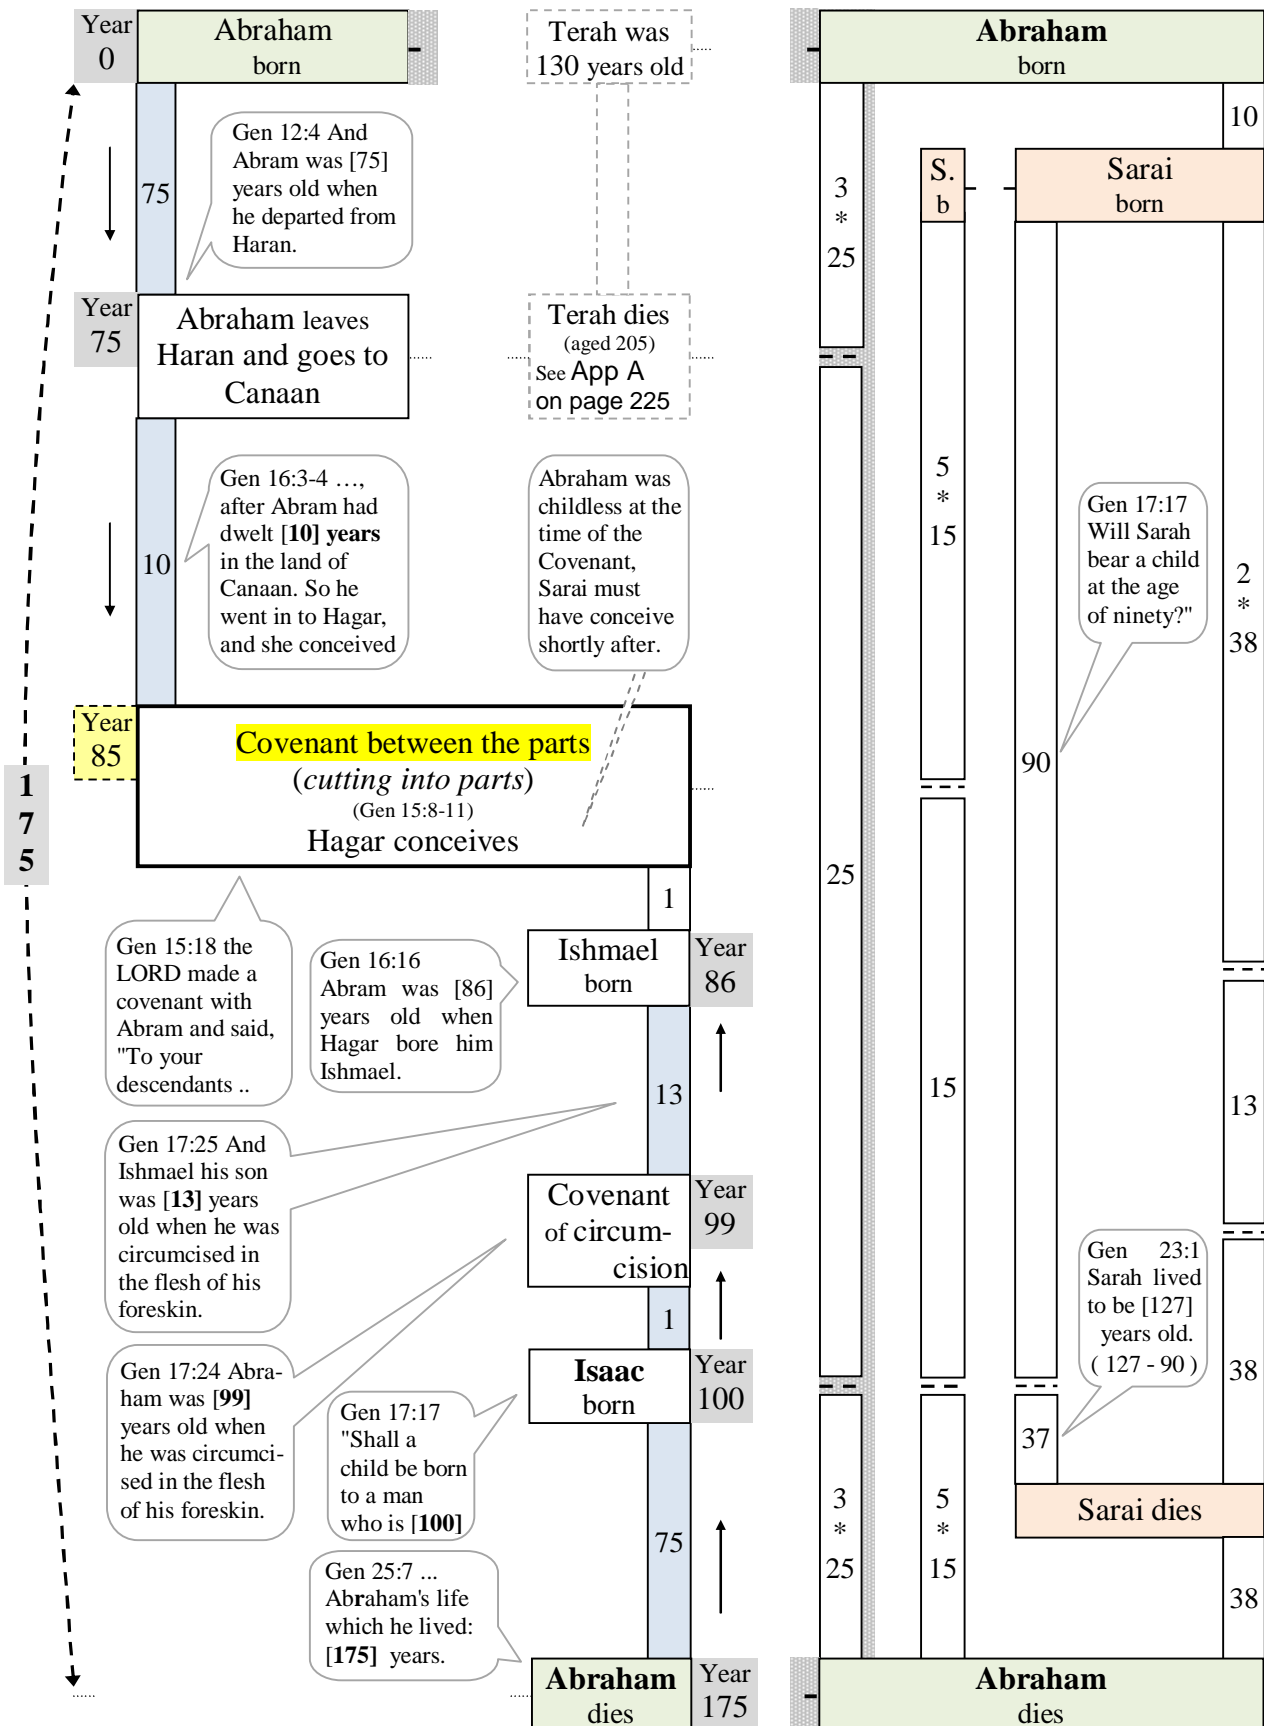 Year
0
Abraham
born
Terah was
130 years old
Abraham
born
10
75
Gen 12:4 And
Abram was [75]
years old when
he departed from
Haran.
3
*
25
S.
b
Sarai
born
Year
75
Abraham leaves
Haran and goes to
Canaan
Terah dies
(aged 205)
See App A
on page 225
10
Gen 16:3-4 …,
after Abram had
dwelt [10] years
in the land of
Canaan. So he
went in to Hagar,
and she conceived
Abraham was
childless at the
time of the
Covenant,
Sarai must
have conceive
shortly after.
5
*
15
Gen 17:17
Will Sarah
bear a child
at the age
of ninety?"
2
*
38
Year
85
Covenant between the parts
(cutting into parts)
(Gen 15:8-11)
Hagar conceives
90
1
7
5
25
1
Gen 15:18 the
LORD made a
covenant with
Abram and said,
"To your
descendants ..
Gen 16:16
Abram was [86]
years old when
Hagar bore him
Ishmael.
Ishmael
born
Year
86
13
15
13
Gen 17:25 And
Ishmael his son
was [13] years
old when he was
circumcised in
the flesh of his
foreskin.
Covenant
of circum-
cision
Year
99
Gen 23:1
Sarah lived
to be [127]
years old.
( 127 - 90 )
1
Gen 17:24 Abra-
ham was [99]
years old when
he was circumci-
sed in the flesh
of his foreskin.
Gen 17:17
"Shall a
child be born
to a man
who is [100]
Isaac
born
Year
100
38
37
75
3
*
25
5
*
15
Sarai dies
38
Gen 25:7 ...
Abraham's life
which he lived:
[175] years.
Abraham
dies
Year
175
Abraham
dies